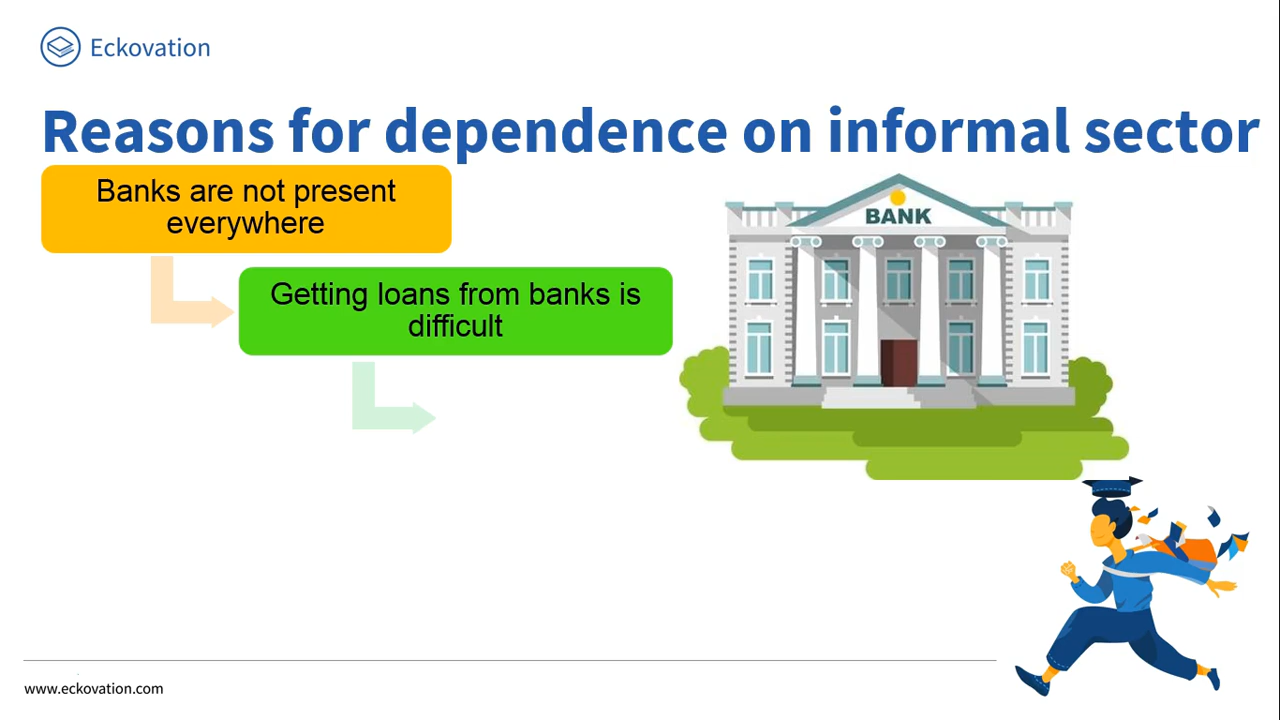 Eckovation
Reasons for dependence on informal sector
Banks are not present
everywhere
Getting loans from banks is
difficult
BANK
www.eckovation.com